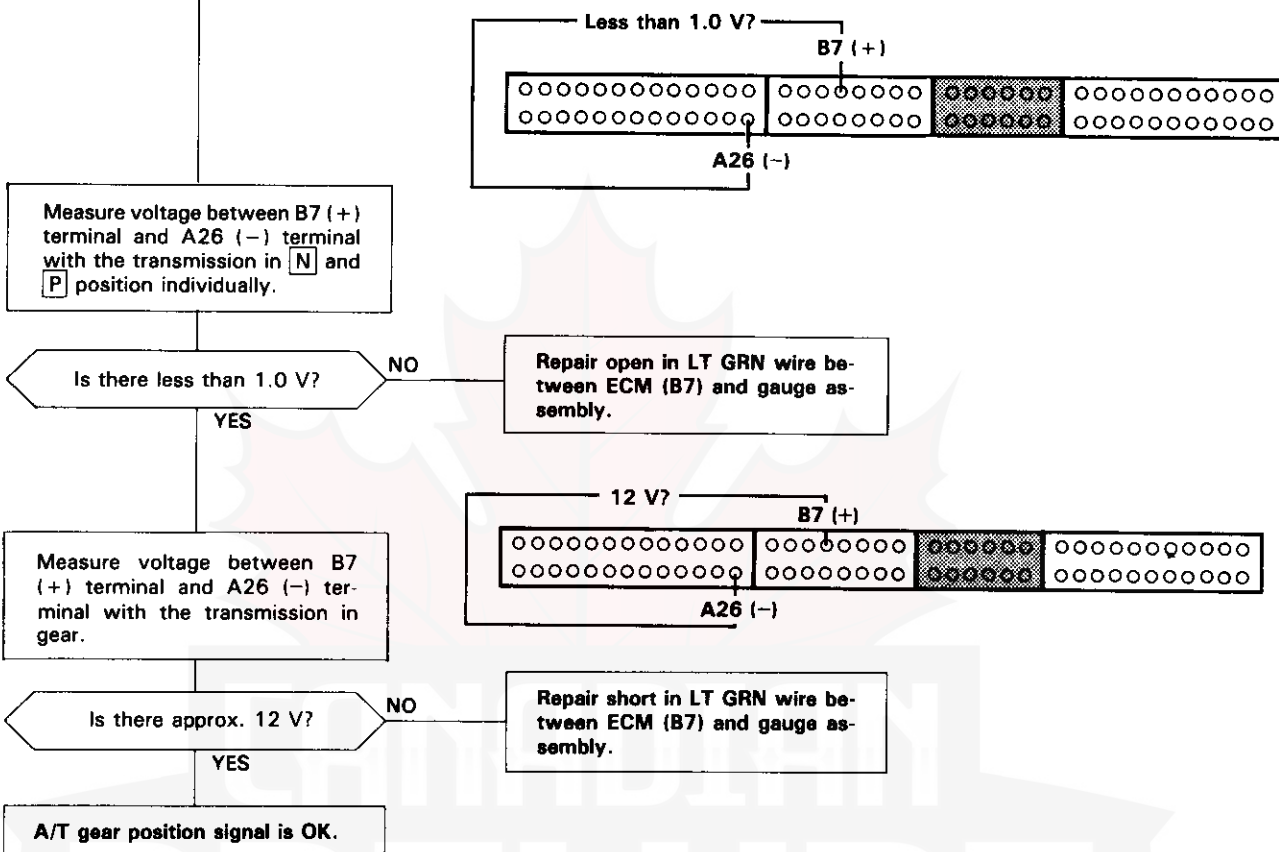 Less than 1.0 V?
B7 (+)
A26 (−)
Measure voltage between B7 (+)
terminal and A26 (−) terminal
with the transmission in N and
P position individually.
Is there less than 1.0 V?
NO
YES
Repair open in LT GRN wire be-
tween ECM (B7) and gauge as-
sembly.
12 V?
B7 (+)
A26 (−)
Measure voltage between B7
(+) terminal and A26 (−) ter-
minal with the transmission in
gear.
Is there approx. 12 V?
NO
YES
Repair short in LT GRN wire be-
tween ECM (B7) and gauge as-
sembly.
A/T gear position signal is OK.
CANADIAN